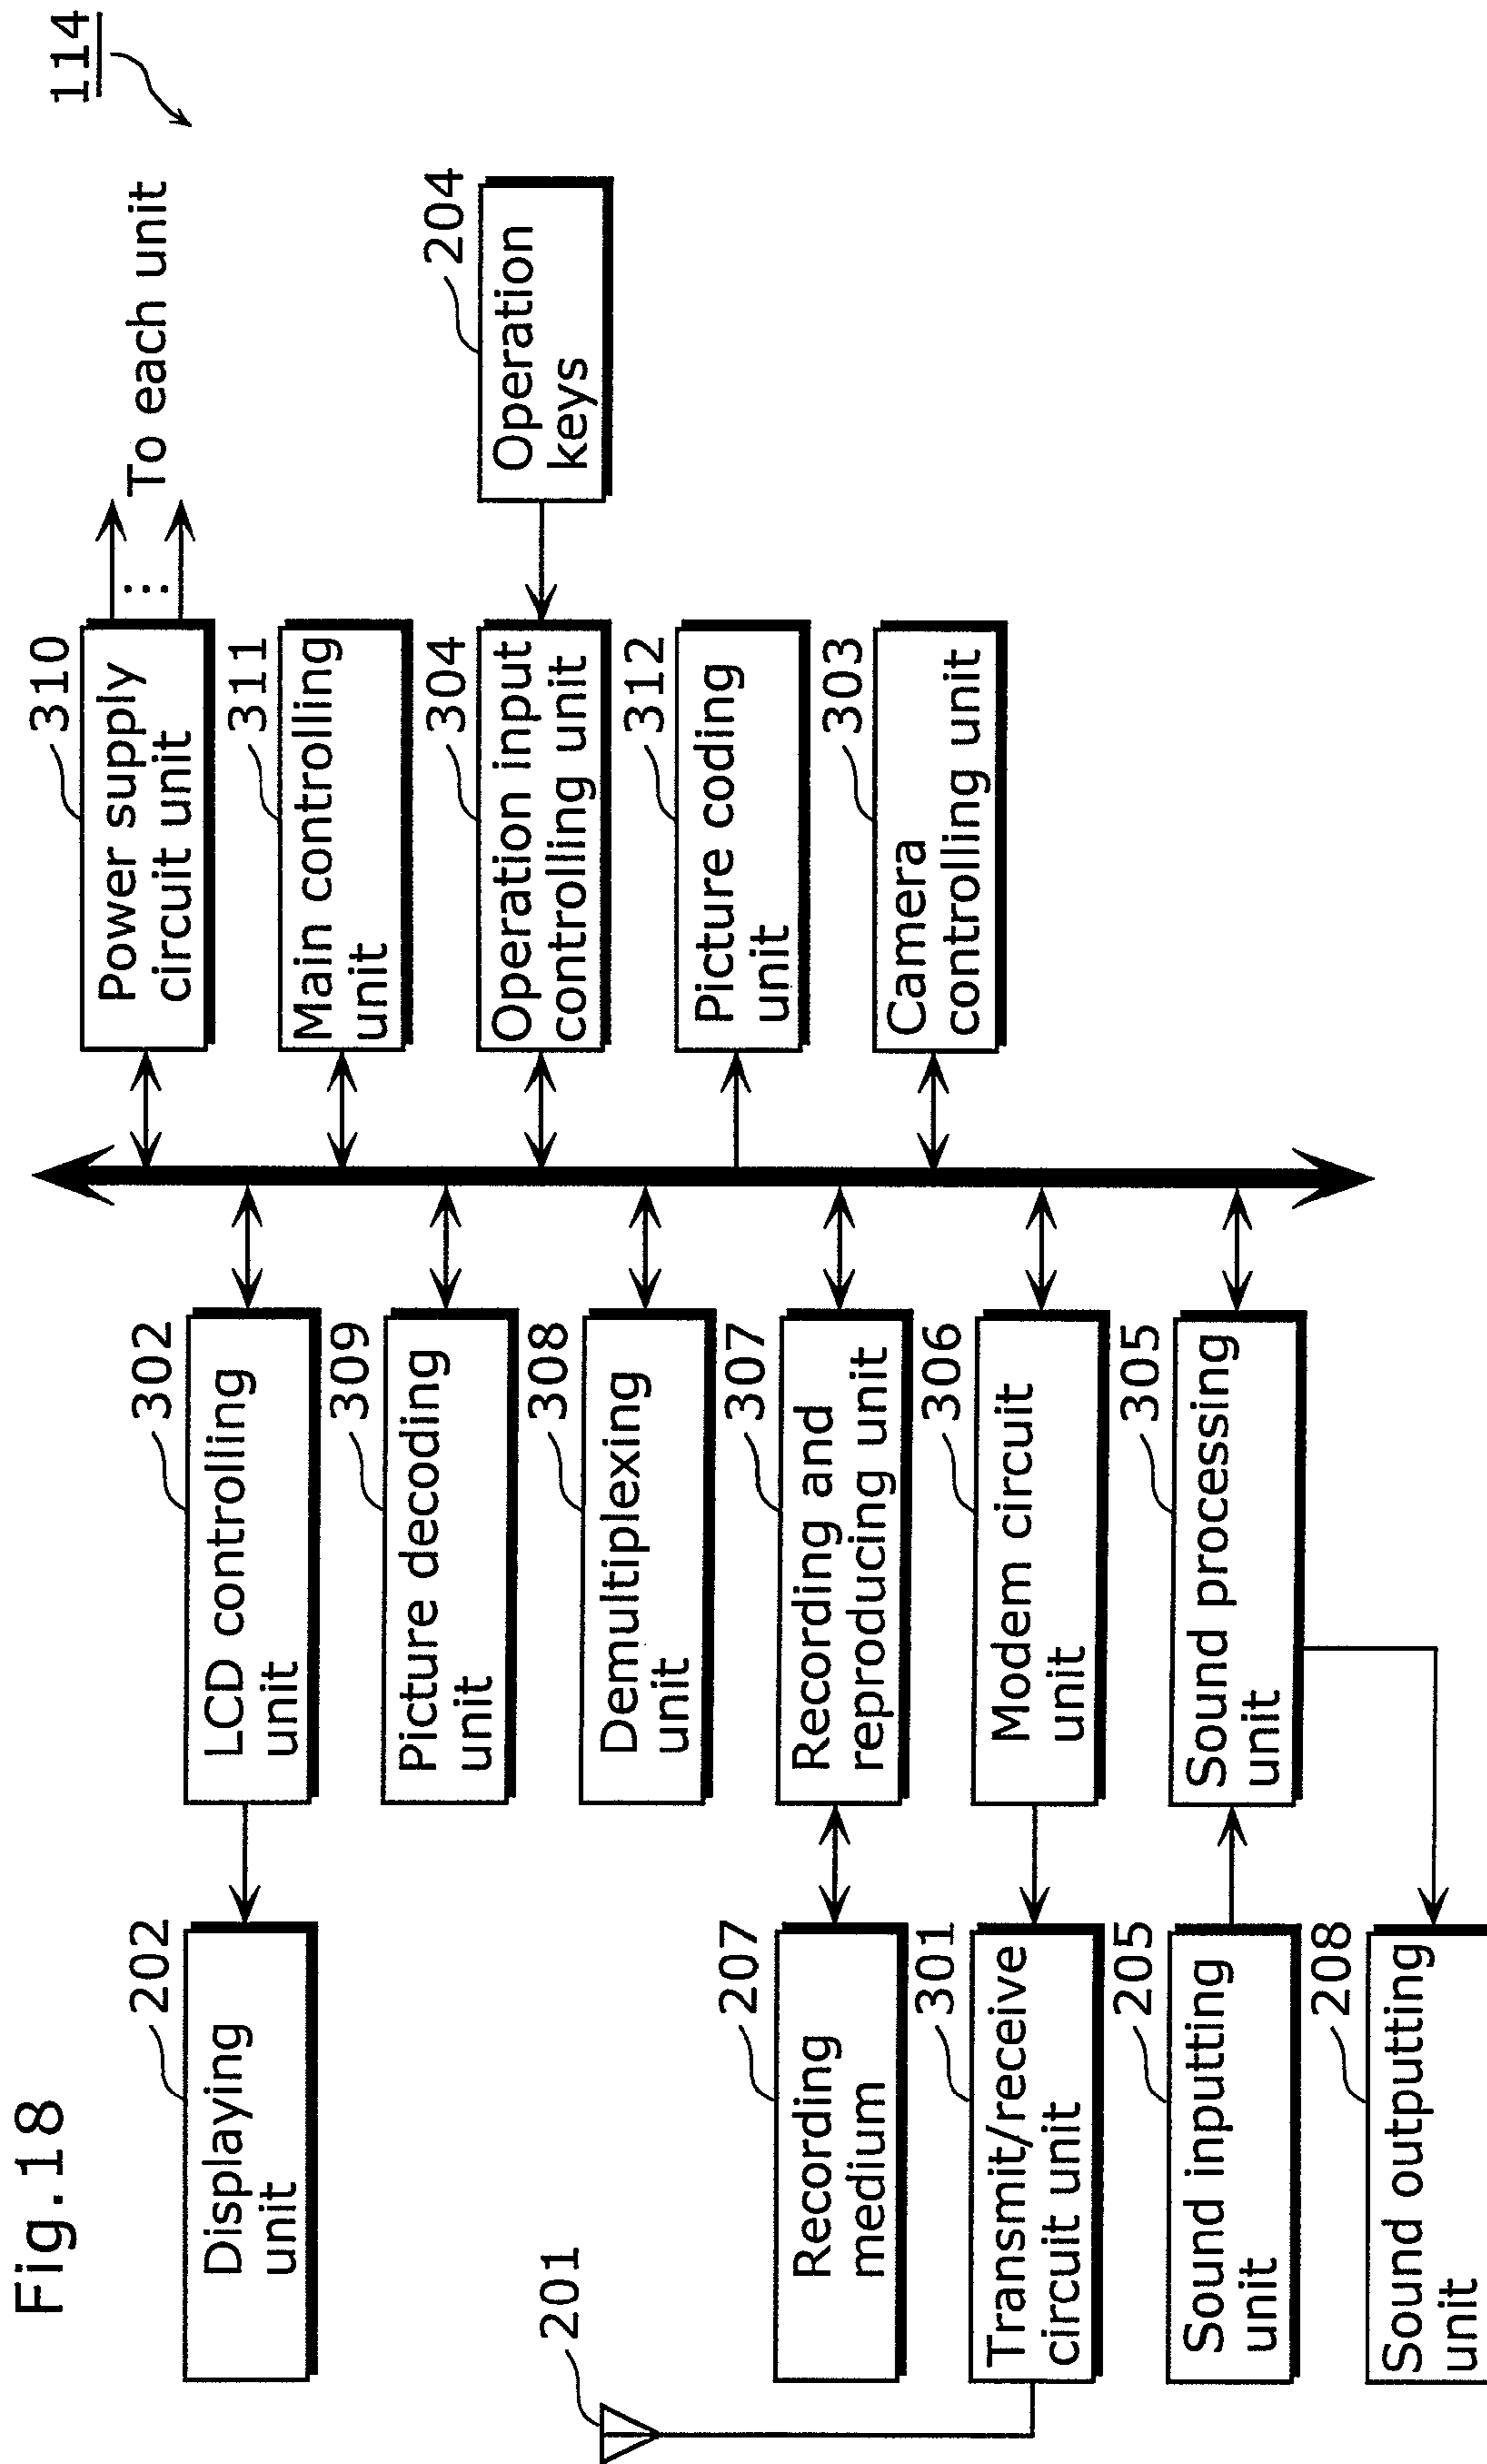 Fig.18
114
202
Displaying
unit
302
LCD controlling
unit
309
Picture decoding
unit
308
Demultiplexing
unit
207
Recording
medium
307
Recording and
reproducing unit
201
301
Transmit/receive
circuit unit
306
Modem circuit
unit
205
Sound inputting
unit
305
Sound processing
unit
208
Sound outputting
unit
310
Power supply
circuit unit
To each unit
311
Main controlling
unit
304
Operation input
controlling unit
204
Operation
keys
312
Picture coding
unit
303
Camera
controlling unit